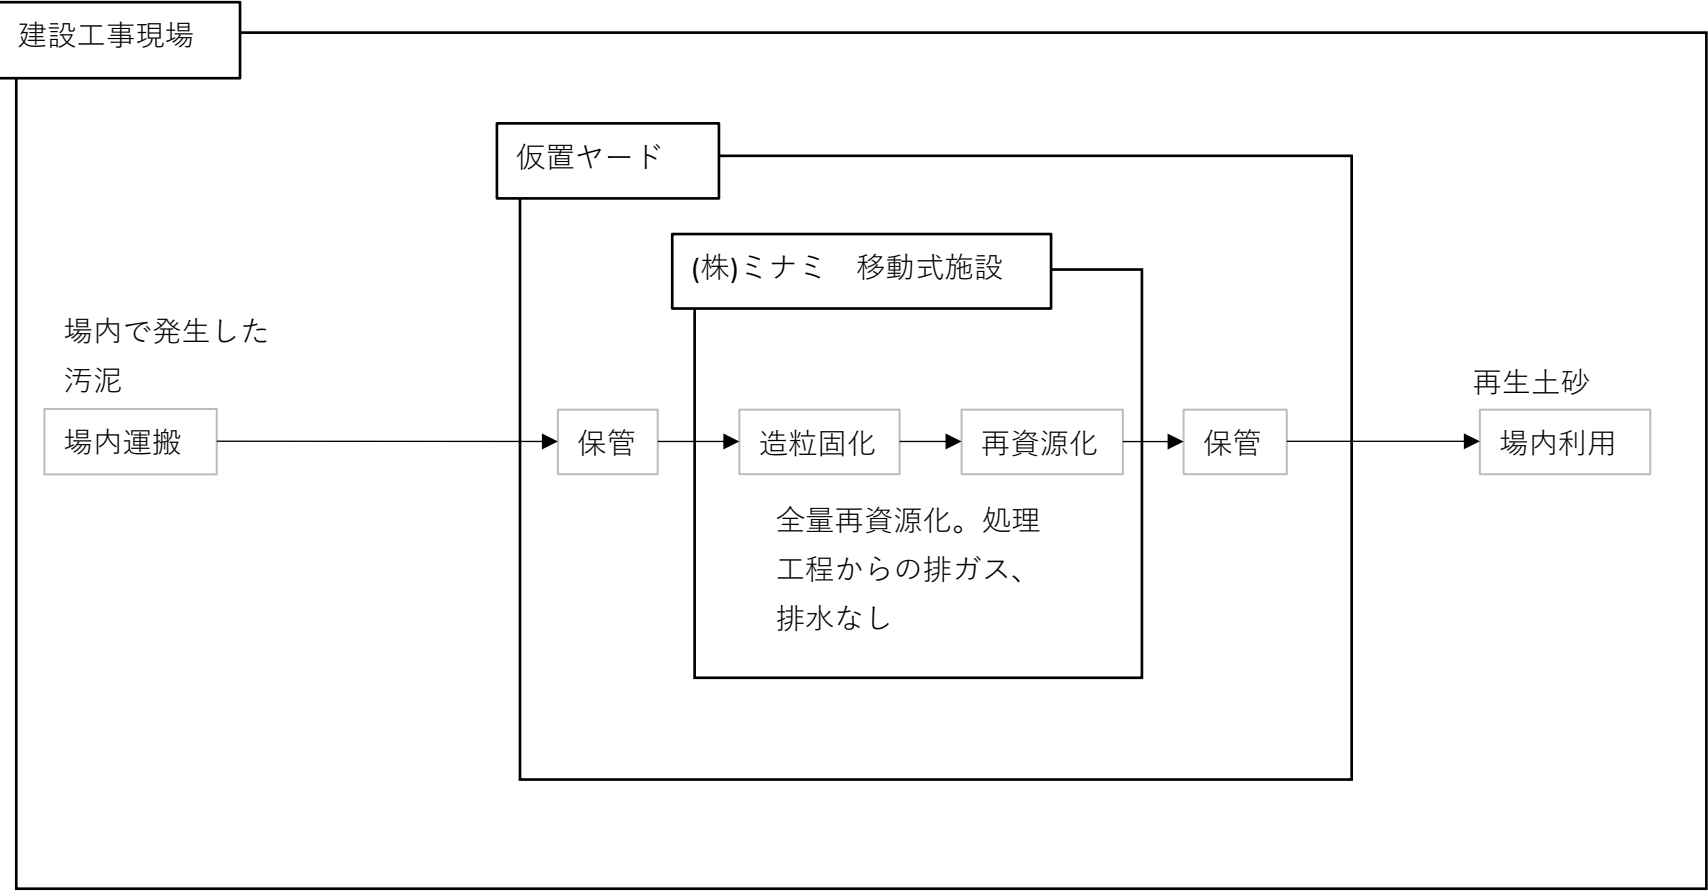 建設工事現場
仮置ヤード
(株)ミナミ　移動式施設
場内で発生した
汚泥
再生土砂
場内運搬
保管
造粒固化
再資源化
保管
場内利用
全量再資源化。処理
工程からの排ガス、
排水なし